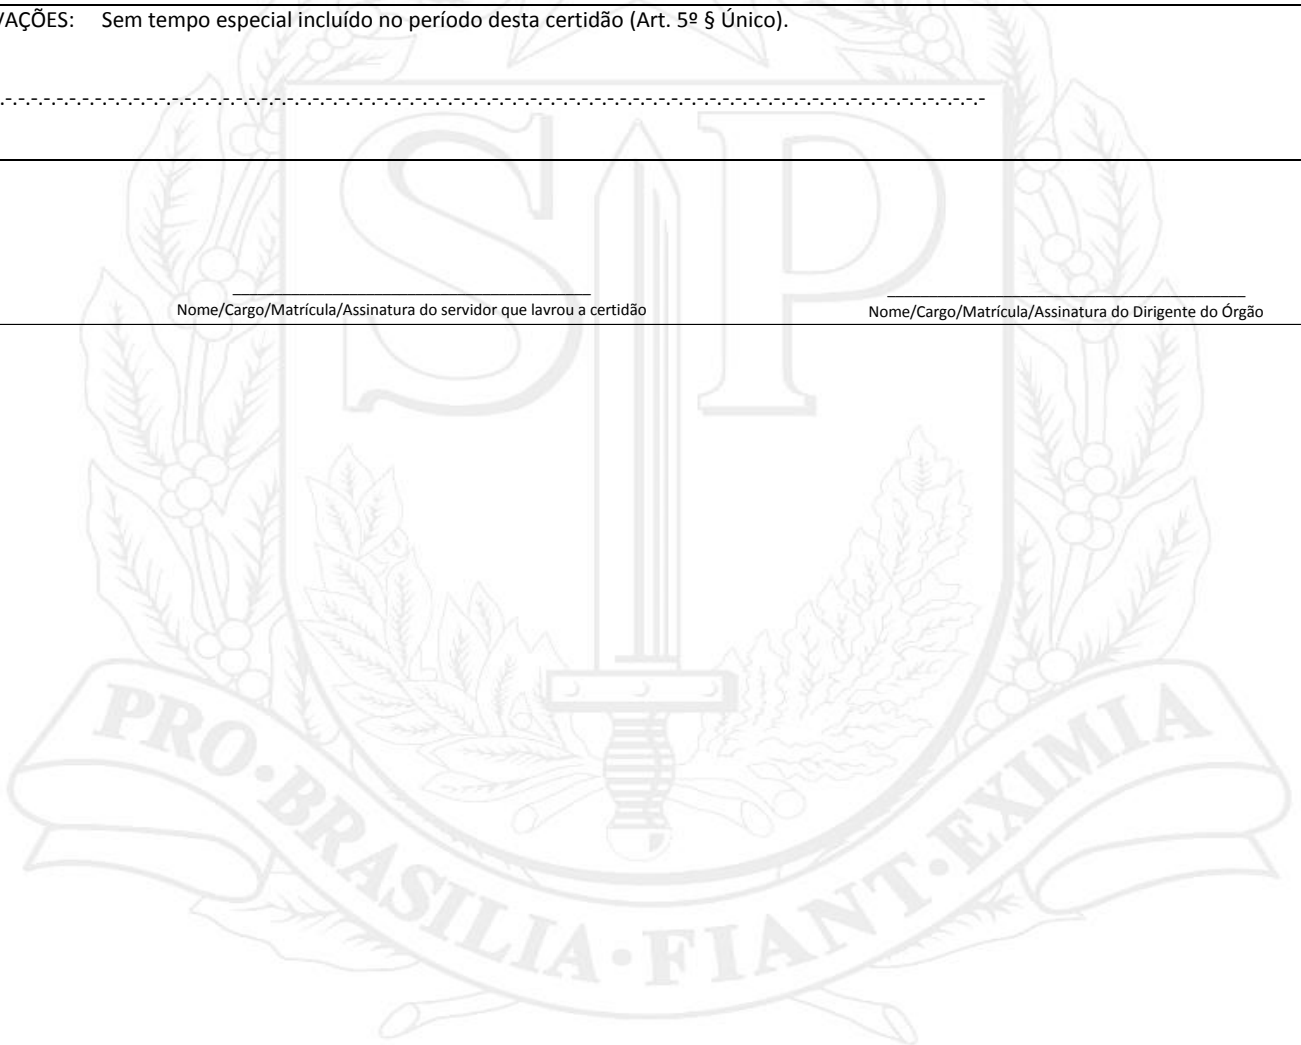 VAÇÕES: Sem tempo especial incluído no período desta certidão (Art. 5º § Único).
.-.-.-.-.-.-.-.-.-.-.-.-.-.-.-.-.-.-.-.-.-.-.-.-.-.-.-.-.-.-.-.-.-.-.-.-.-.-.-.-.-.-.-.-.-.-.-.-.-.-.-.-.-.-.-.-.-.-.-.-.-.-.-.-.-.-.-.-.-.-.-.-.-.-.-.-
SP
Nome/Cargo/Matrícula/Assinatura do servidor que lavrou a certidão
Nome/Cargo/Matrícula/Assinatura do Dirigente do Órgão
PRO·BRASILIA·FIANT·EXIMIA